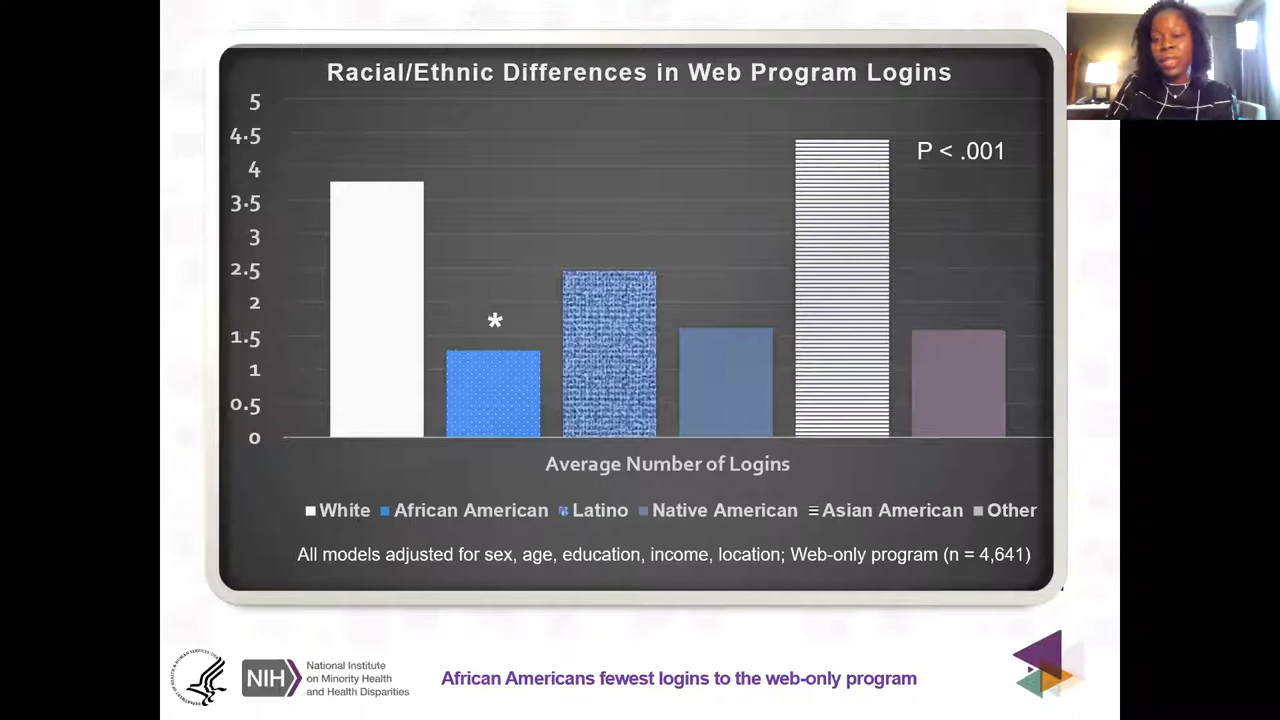 Racial/Ethnic Differences in Web Program Logins
5
4.5
4
3.5
3
2.5
2
1.5
1
0.5
0
P < .001
*
Average Number of Logins
White African American Latino Native American Asian American Other
All models adjusted for sex, age, education, income, location; Web-only program (n = 4,641)
NIH
National Institute
on Minority Health
and Health Disparities
African Americans fewest logins to the web-only program